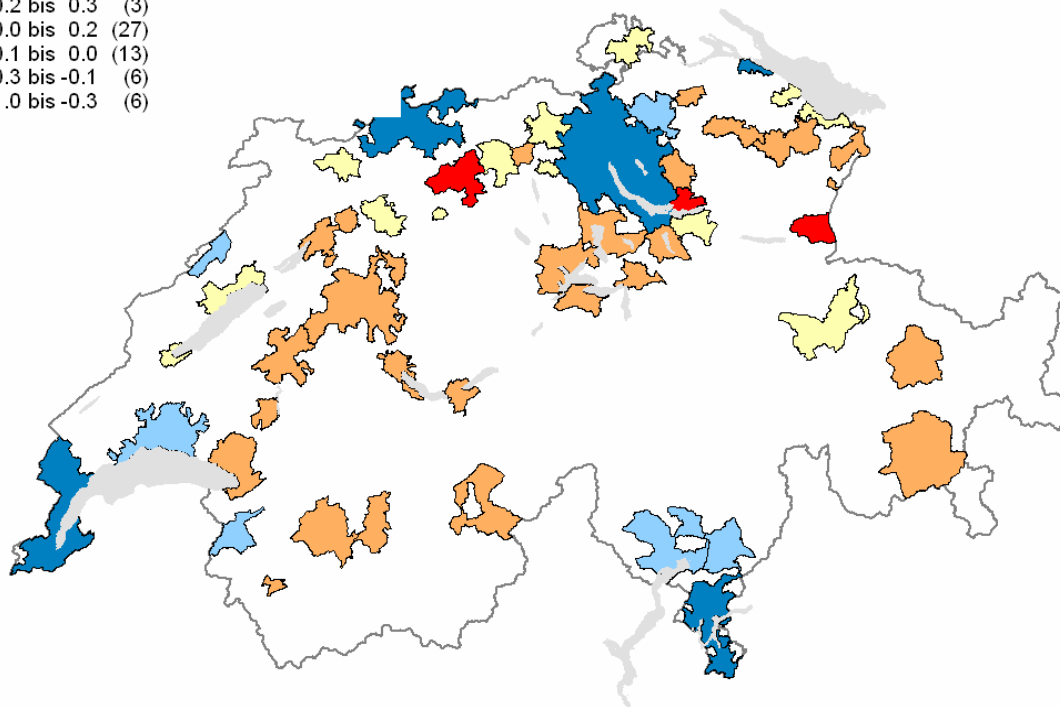 0.2 bis 0.3 (3)
0.0 bis 0.2 (27)
0.1 bis 0.0 (13)
0.3 bis -0.1 (6)
.0 bis -0.3 (6)